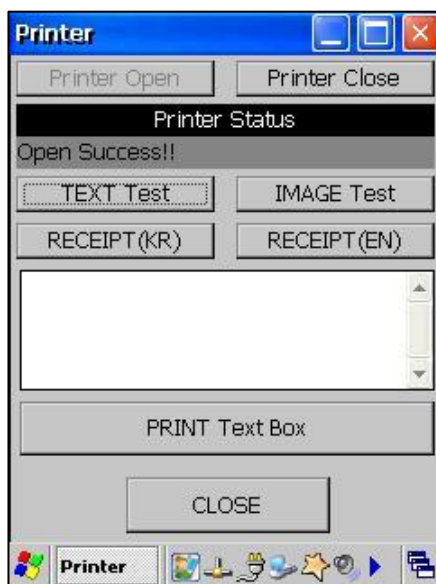 Printer
Printer Open Printer Close
Printer Status
Open Success!!
TEXT Test IMAGE Test
RECEIPT(KR) RECEIPT(EN)
PRINT Text Box
CLOSE
Printer